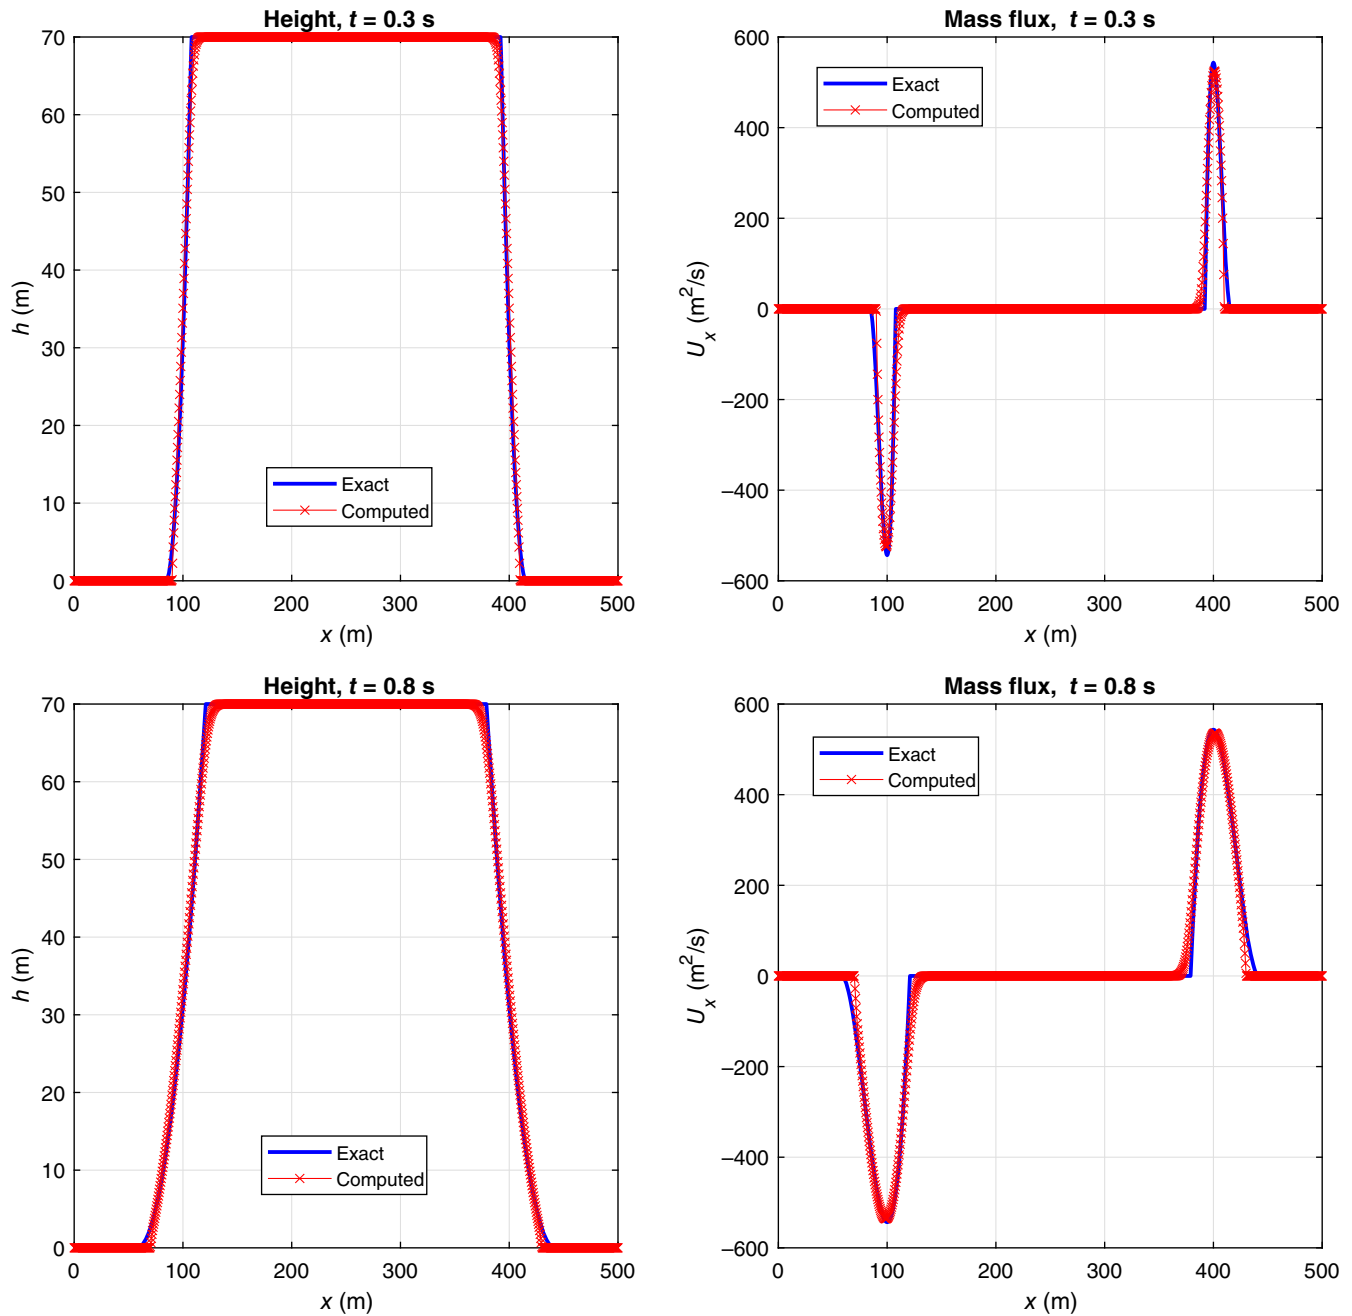 Height, t = 0.3 s
70
60
50
40
30
20
10
0
h (m)
Exact
Computed
0 100 200 300 400 500
x (m)
Mass flux, t = 0.3 s
600
400
200
0
−200
−400
−600
U_x (m²/s)
Exact
Computed
0 100 200 300 400 500
x (m)
Height, t = 0.8 s
70
60
50
40
30
20
10
0
h (m)
Exact
Computed
0 100 200 300 400 500
x (m)
Mass flux, t = 0.8 s
600
400
200
0
−200
−400
−600
U_x (m²/s)
Exact
Computed
0 100 200 300 400 500
x (m)